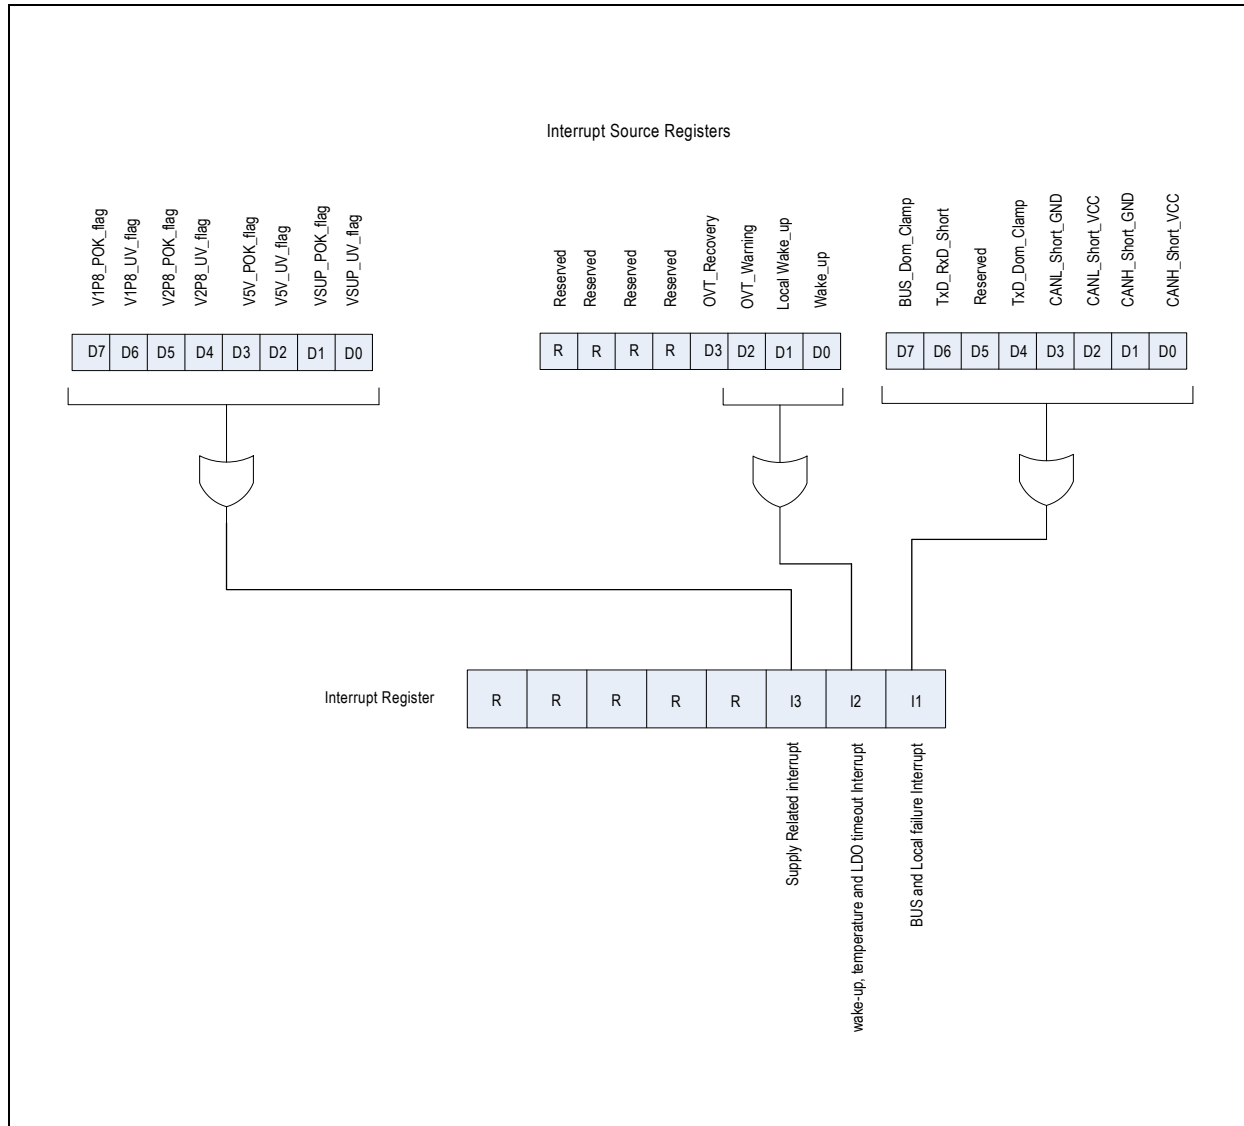 Interrupt Source Registers
V1P8_POK_flag
V1P8_UV_flag
V2P8_POK_flag
V2P8_UV_flag
V5V_POK_flag
V5V_UV_flag
VSUP_POK_flag
VSUP_UV_flag
Reserved
Reserved
Reserved
Reserved
OVT_Recovery
OVT_Warning
Local Wake_up
Wake_up
BUS_Dom_Clamp
TxD_RxD_Short
Reserved
TxD_Dom_Clamp
CANL_Short_GND
CANL_Short_VCC
CANH_Short_GND
CANH_Short_VCC
D7 D6 D5 D4 D3 D2 D1 D0
R R R R D3 D2 D1 D0
D7 D6 D5 D4 D3 D2 D1 D0
Interrupt Register
R R R R R I3 I2 I1
Supply Related interrupt
wake-up, temperature and LDO timeout Interrupt
BUS and Local failure Interrupt